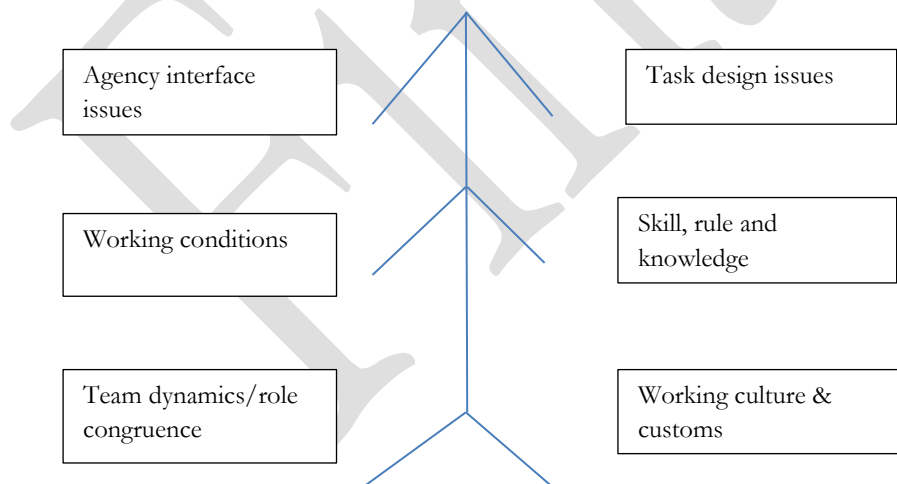 Agency interface
issues
Task design issues
Working conditions
Skill, rule and
knowledge
Team dynamics/role
congruence
Working culture &
customs